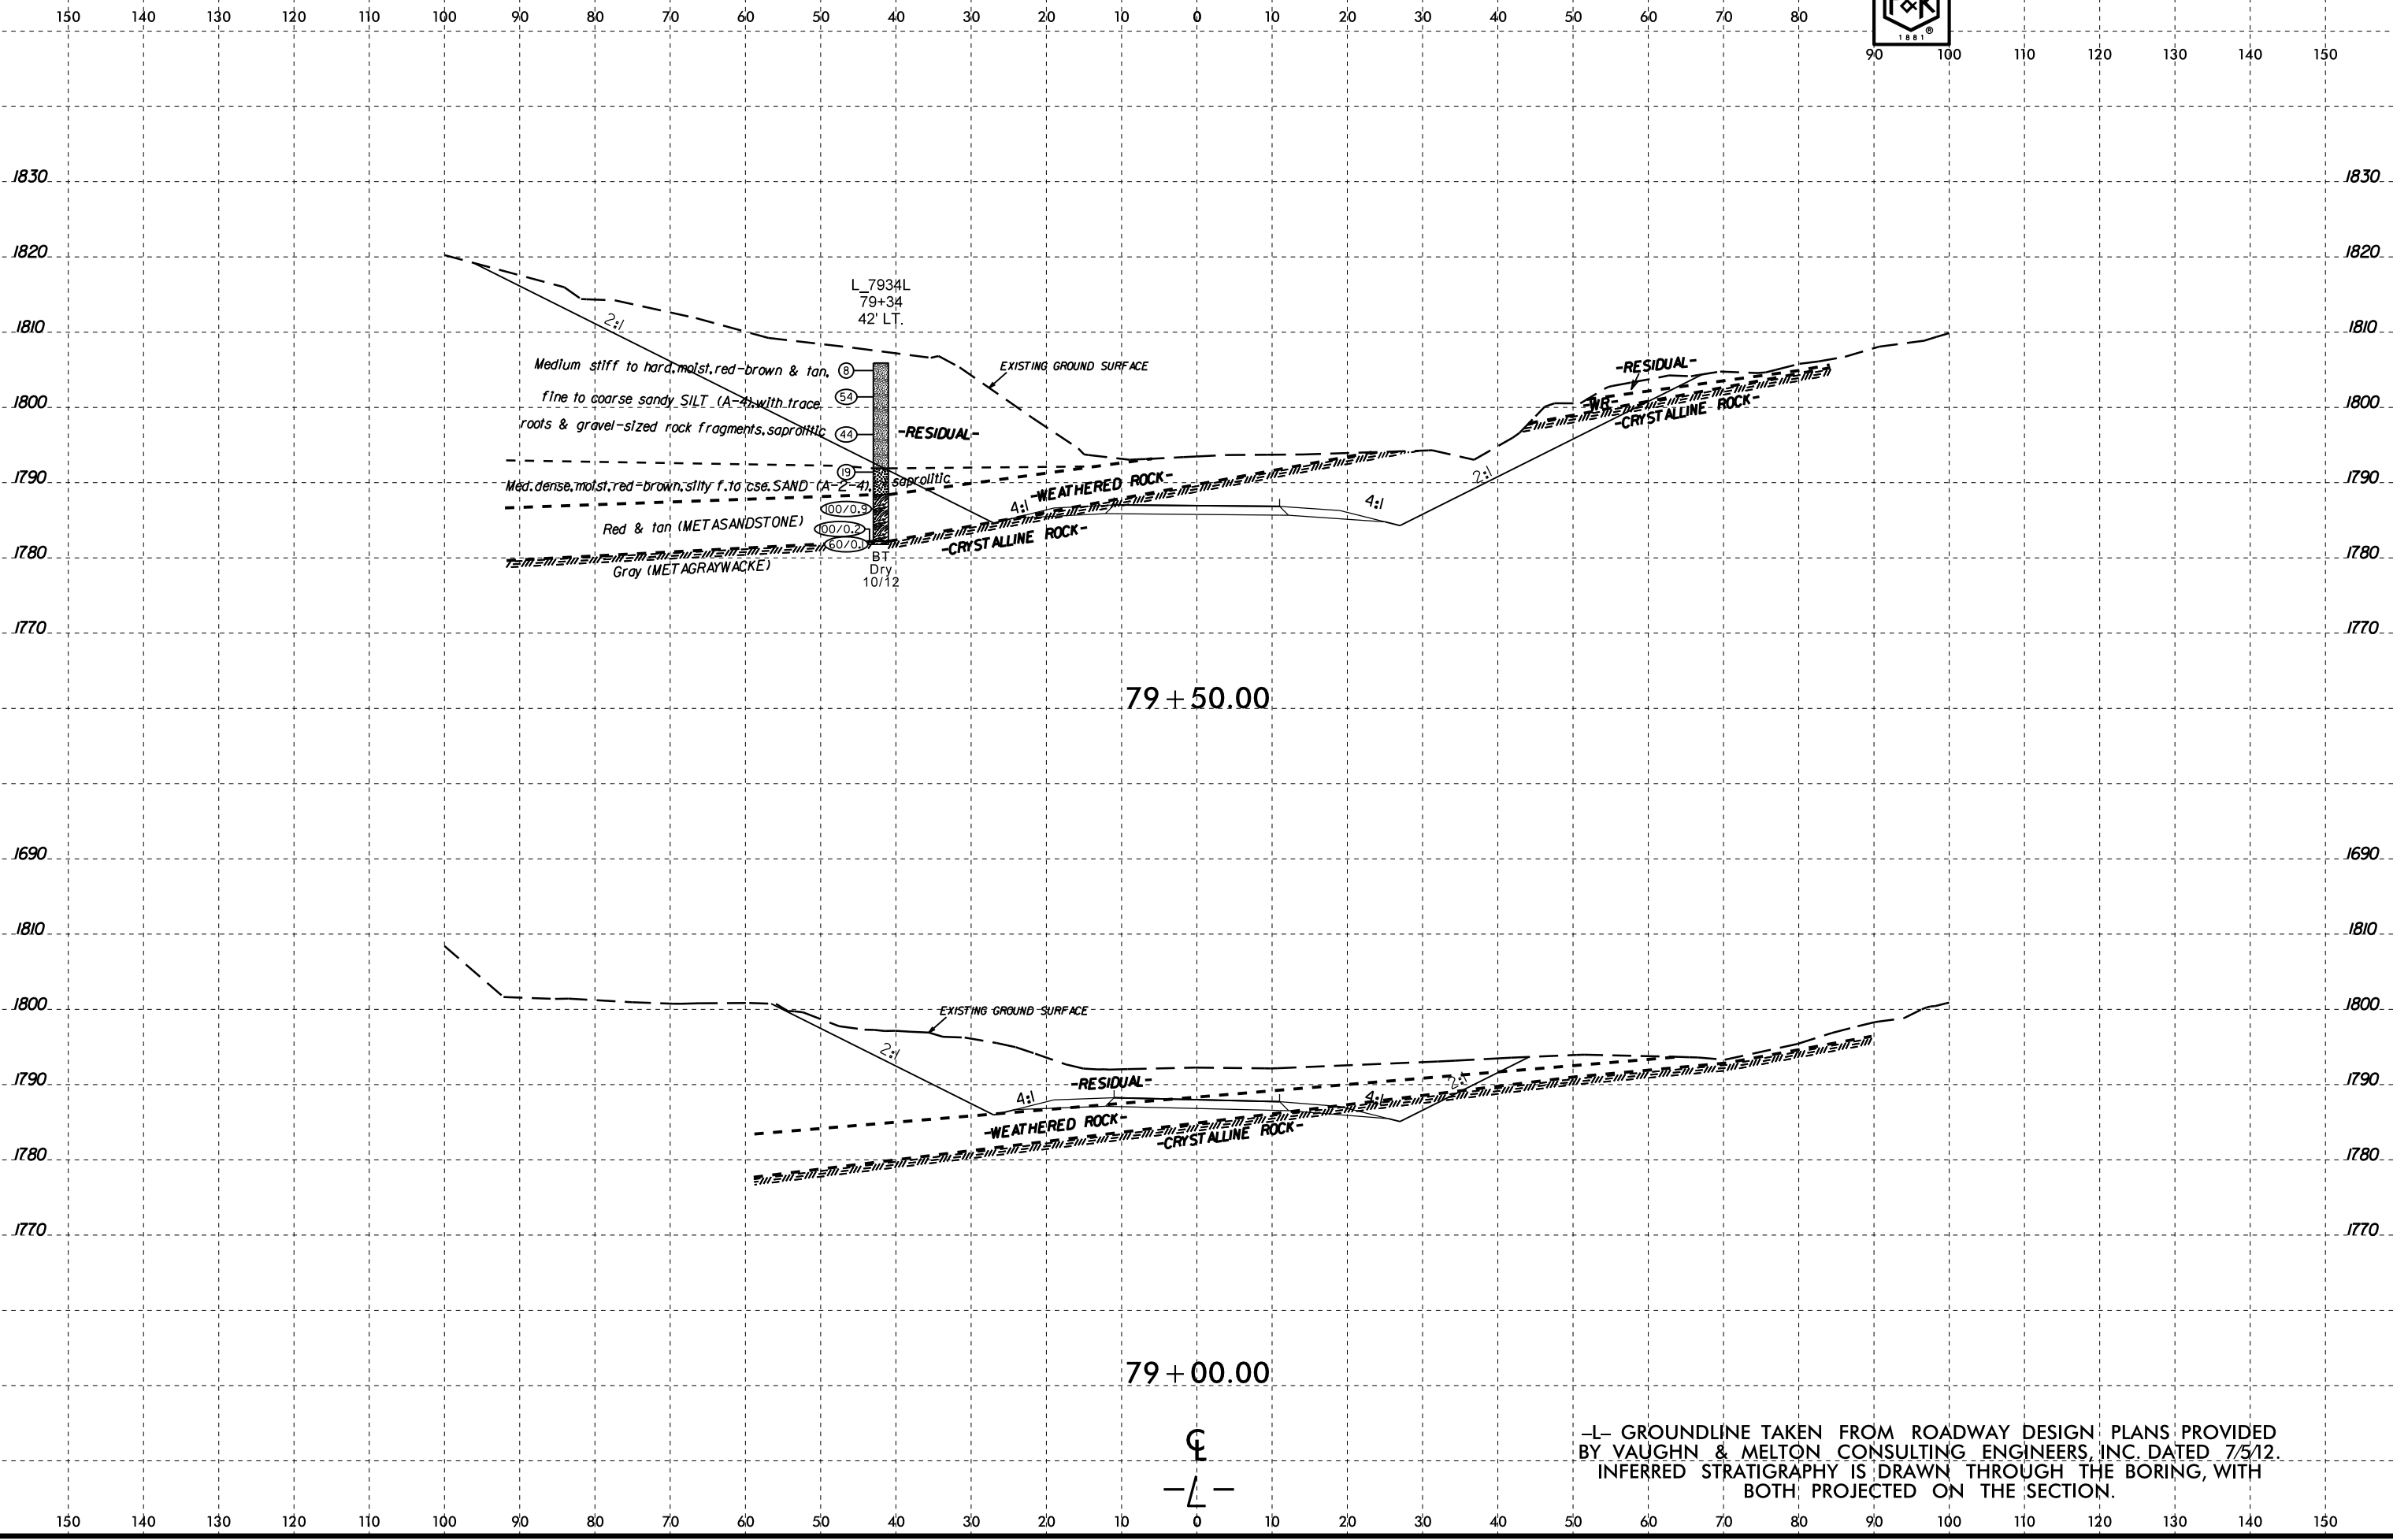 150 140 130 120 110 100 90 80 70 60 50 40 30 20 10 0 10 20 30 40 50 60 70 80
1881 ®
90 100 110 120 130 140 150
1830 1830
1820 1820
L_7934L
79+34
42' LT.
2:1
1810 1810
Medium stiff to hard, moist, red-brown & tan, 8
EXISTING GROUND SURFACE
-RESIDUAL-
fine to coarse sandy SILT (A-4), with trace 54
1800 1800
-WR-
-CRYSTALLINE ROCK-
roots & gravel-sized rock fragments, saprolitic 44
-RESIDUAL-
19
1790 1790
Med. dense, moist, red-brown, silty f. to cse. SAND (A-2-4), saprolitic
-WEATHERED ROCK-
2:1
4:1 4:1
100/0.9
Red & tan (METASANDSTONE) 100/0.2
-CRYSTALLINE ROCK-
60/0.1
1780 1780
Gray (METAGRAYWACKE)
BT
Dry
10/12
1770 1770
79+50.00
1690 1690
1810 1810
1800 1800
EXISTING GROUND SURFACE
2:1
1790 1790
-RESIDUAL-
2:1
4:1 4:1
-WEATHERED ROCK-
-CRYSTALLINE ROCK-
1780 1780
1770 1770
79+00.00
℄
-L-
–L– GROUNDLINE TAKEN FROM ROADWAY DESIGN PLANS PROVIDED
BY VAUGHN & MELTON CONSULTING ENGINEERS, INC. DATED 7/5/12.
INFERRED STRATIGRAPHY IS DRAWN THROUGH THE BORING, WITH
BOTH PROJECTED ON THE SECTION.
150 140 130 120 110 100 90 80 70 60 50 40 30 20 10 0 10 20 30 40 50 60 70 80 90 100 110 120 130 140 150